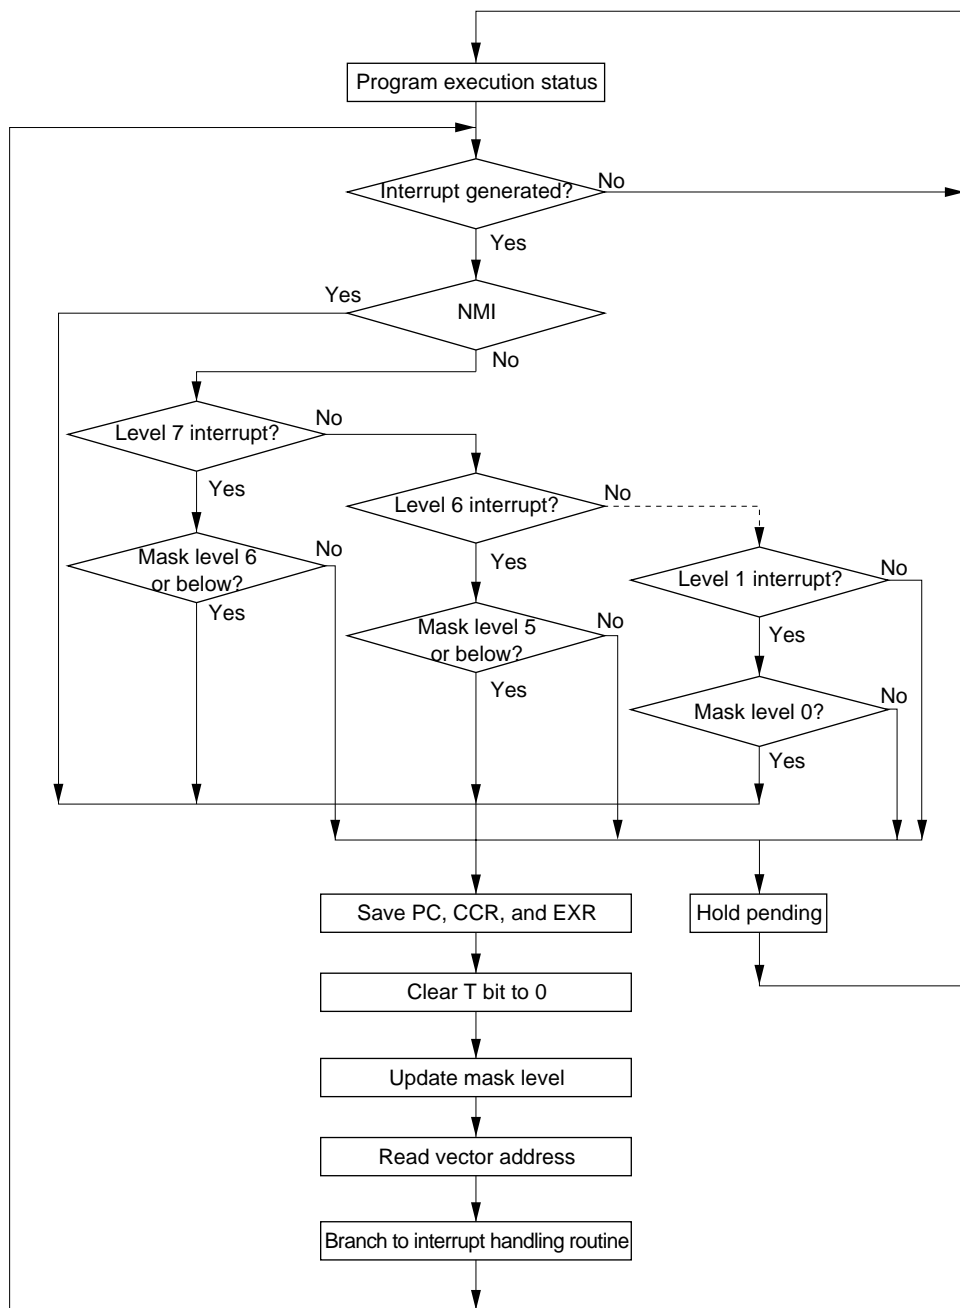 Program execution status
Interrupt generated?
No
Yes
Yes
NMI
No
Level 7 interrupt?
No
Yes
Level 6 interrupt?
No
Mask level 6
or below?
No
Yes
Yes
Level 1 interrupt?
No
Mask level 5
or below?
No
Yes
Yes
Mask level 0?
No
Yes
Save PC, CCR, and EXR
Hold pending
Clear T bit to 0
Update mask level
Read vector address
Branch to interrupt handling routine